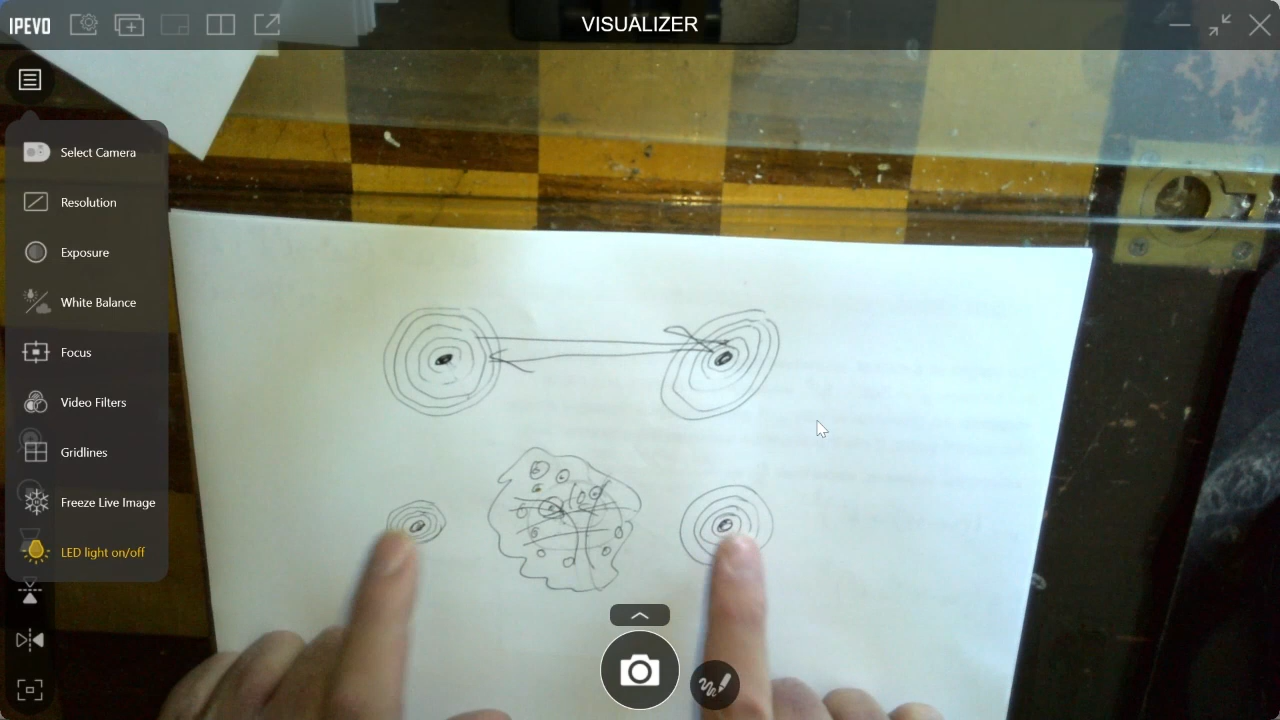 IPEVO
VISUALIZER
Select Camera
Resolution
Exposure
White Balance
Focus
Video Filters
Gridlines
Freeze Live Image
LED light on/off